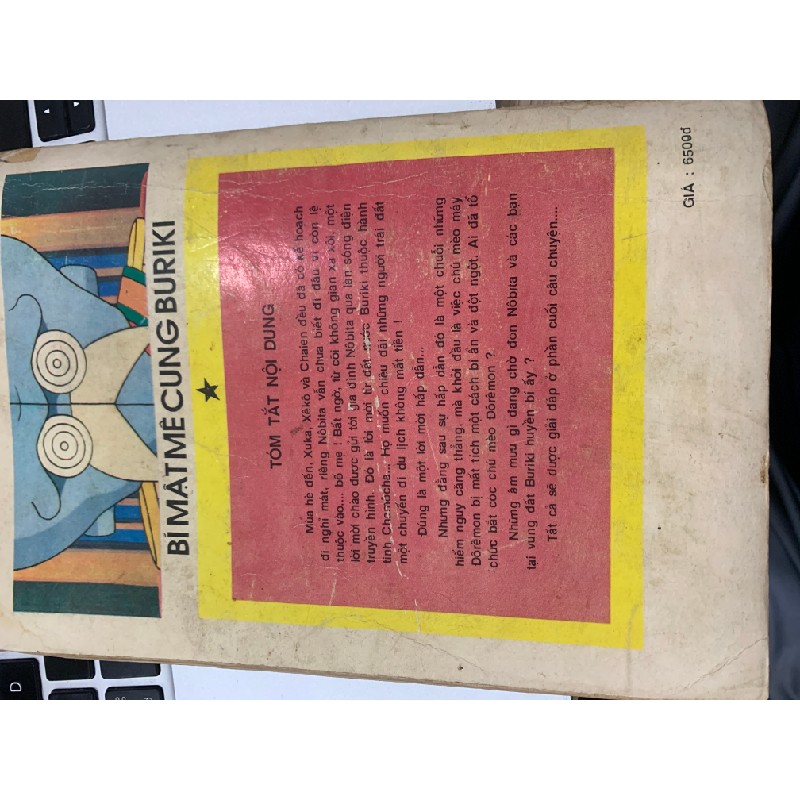 BÍ MẬT MÊ CUNG BURIKI
TÓM TẮT NỘI DUNG
Mùa hè đến, Xuka, Xêkô và Chaien đều đã có kế hoạch
đi nghỉ mát, riêng Nôbita vẫn chưa biết đi đâu vì còn lệ
thuộc vào.... bố mẹ ! Bất ngờ, từ cõi không gian xa xôi, một
lời mời chào được gửi tới gia đình Nôbita qua làn sóng điện
truyền hình. Đó là lời mời từ đất nước Buriki thuộc hành
tinh Chamôcha... Họ muốn chiêu đãi những người trái đất
một chuyến đi du lịch không mất tiền !
Đúng là một lời mời hấp dẫn...
Nhưng đằng sau sự hấp dẫn đó là một chuỗi những
hiểm nguy căng thẳng, mà khởi đầu là việc chú mèo máy
Đôrêmon bị mất tích một cách bí ẩn và đột ngột. Ai đã tổ
chức bắt cóc chú mèo Đôrêmon ?
Những âm mưu gì đang chờ đón Nôbita và các bạn
tại vùng đất Buriki huyền bí ấy ?
Tất cả sẽ được giải đáp ở phần cuối câu chuyện....
GIÁ : 6500đ
D